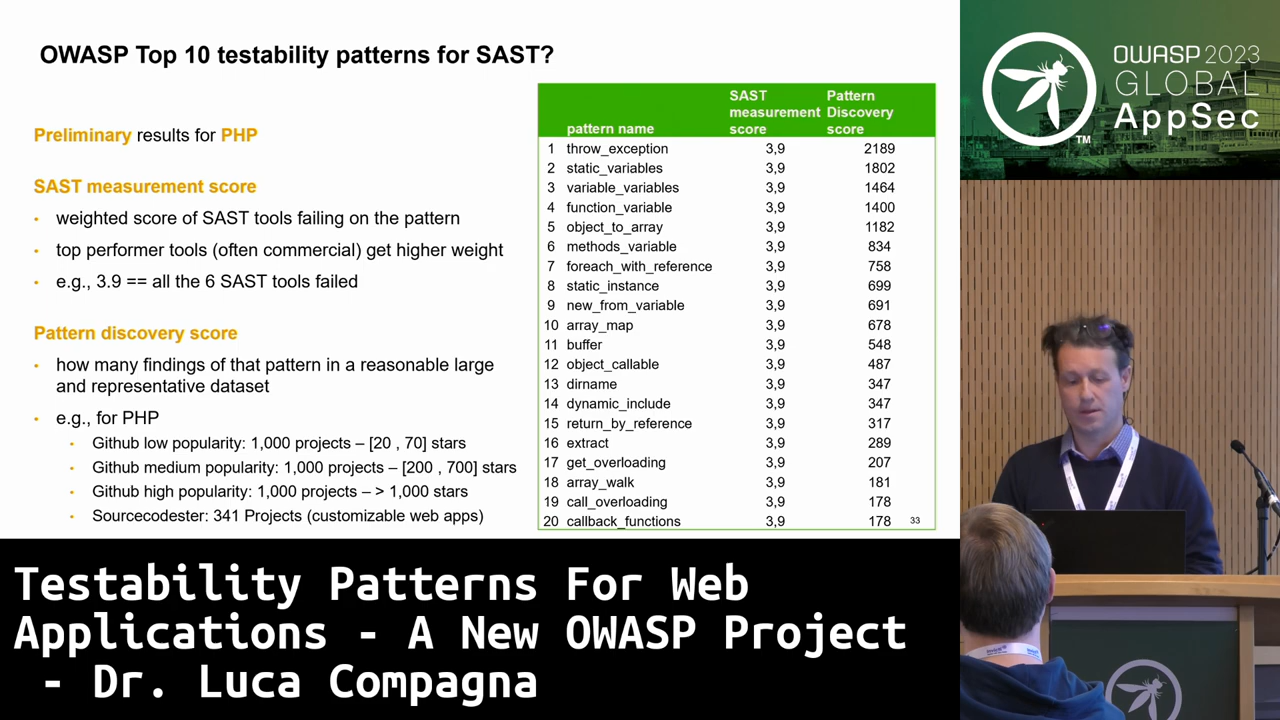 OWASP Top 10 testability patterns for SAST?
Preliminary results for PHP
SAST measurement score
• weighted score of SAST tools failing on the pattern
• top performer tools (often commercial) get higher weight
• e.g., 3.9 == all the 6 SAST tools failed
Pattern discovery score
• how many findings of that pattern in a reasonable large
and representative dataset
• e.g., for PHP
• Github low popularity: 1,000 projects – [20 , 70] stars
• Github medium popularity: 1,000 projects – [200 , 700] stars
• Github high popularity: 1,000 projects – > 1,000 stars
• Sourcecodester: 341 Projects (customizable web apps)
pattern name SAST measurement score Pattern Discovery score
1 throw_exception 3,9 2189
2 static_variables 3,9 1802
3 variable_variables 3,9 1464
4 function_variable 3,9 1400
5 object_to_array 3,9 1182
6 methods_variable 3,9 834
7 foreach_with_reference 3,9 758
8 static_instance 3,9 699
9 new_from_variable 3,9 691
10 array_map 3,9 678
11 buffer 3,9 548
12 object_callable 3,9 487
13 dirname 3,9 347
14 dynamic_include 3,9 347
15 return_by_reference 3,9 317
16 extract 3,9 289
17 get_overloading 3,9 207
18 array_walk 3,9 181
19 call_overloading 3,9 178
20 callback_functions 3,9 178
33
OWASP 2023
GLOBAL
AppSec
TM
Testability Patterns For Web
Applications - A New OWASP Project
- Dr. Luca Compagna